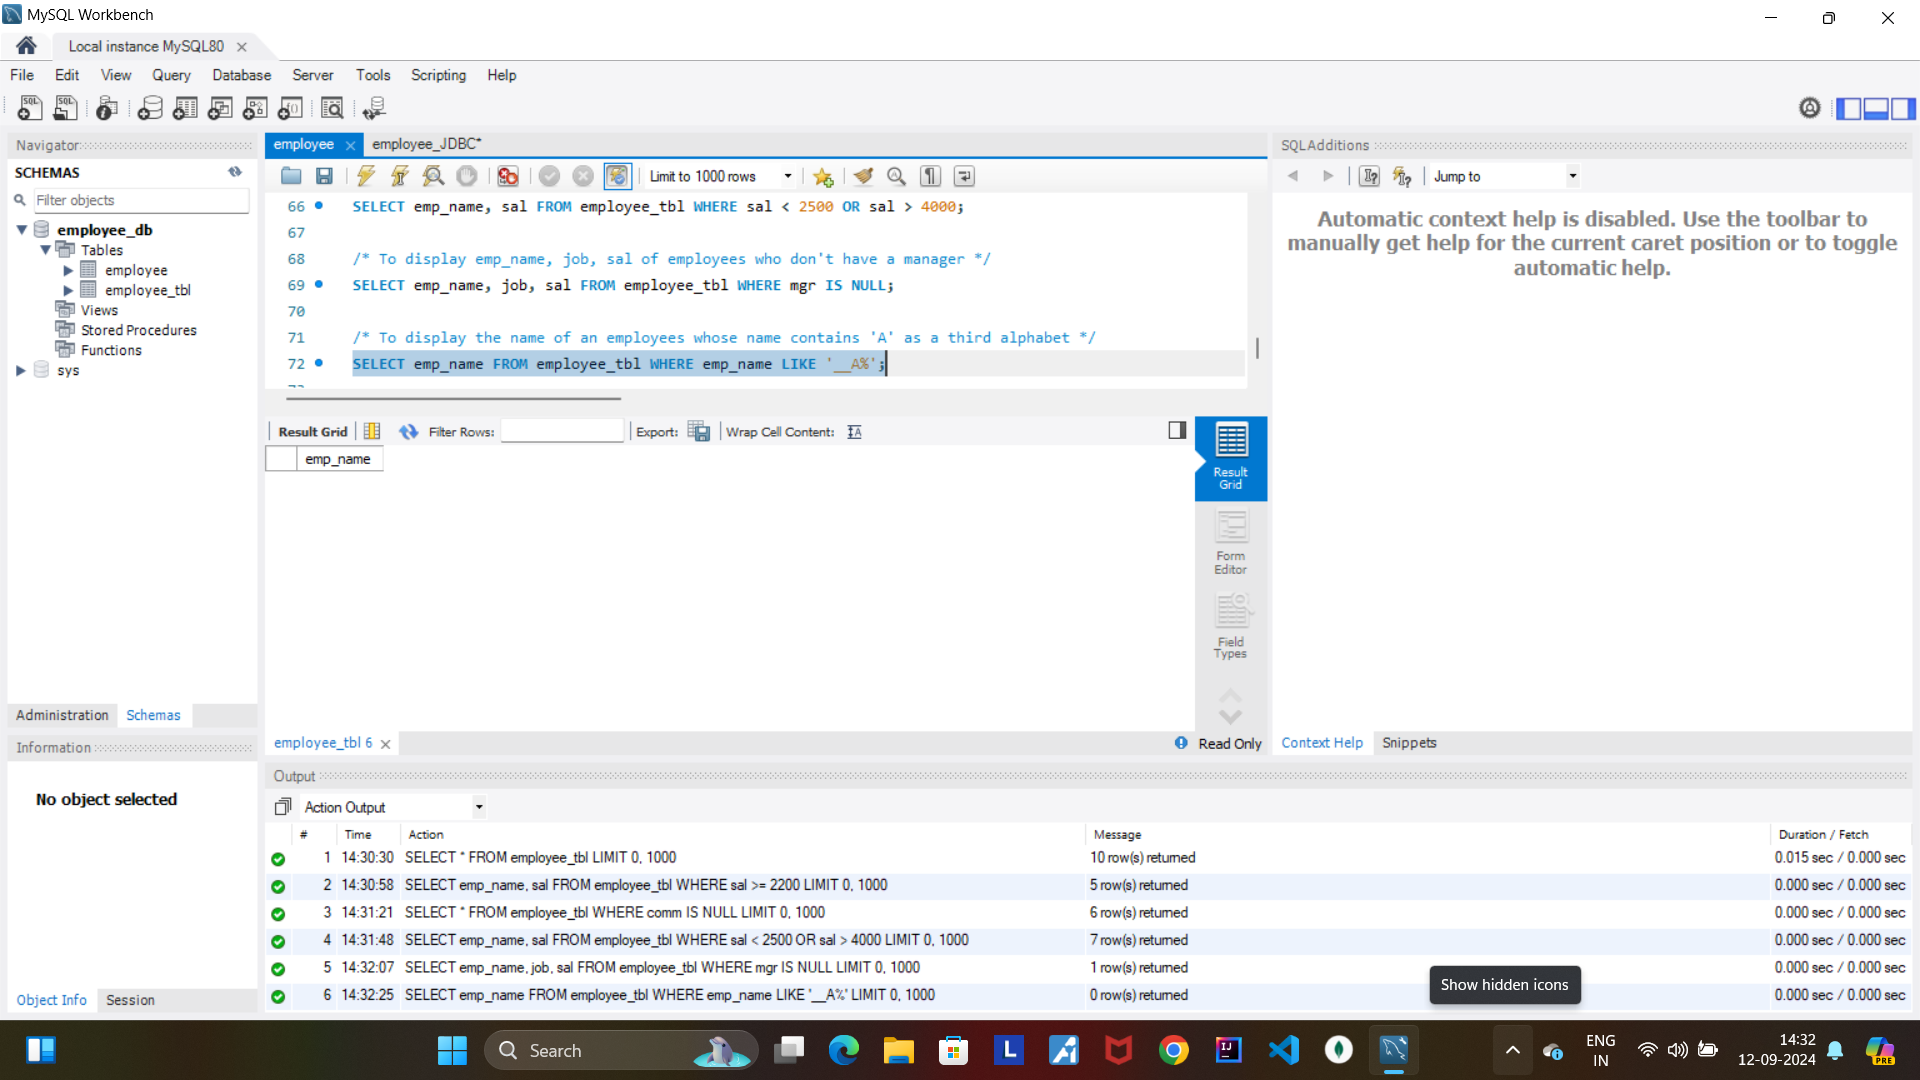 MySQL Workbench
Local instance MySQL80
File Edit View Query Database Server Tools Scripting Help
Navigator
SCHEMAS
Filter objects
employee_db
Tables
employee
employee_tbl
Views
Stored Procedures
Functions
sys
Administration Schemas
Information
No object selected
Object Info Session
employee employee_JDBC*
Limit to 1000 rows
66 SELECT emp_name, sal FROM employee_tbl WHERE sal < 2500 OR sal > 4000;
67
68 /* To display emp_name, job, sal of employees who don't have a manager */
69 SELECT emp_name, job, sal FROM employee_tbl WHERE mgr IS NULL;
70
71 /* To display the name of an employees whose name contains 'A' as a third alphabet */
72 SELECT emp_name FROM employee_tbl WHERE emp_name LIKE '__A%';
Result Grid Filter Rows: Export: Wrap Cell Content:
emp_name
Result
Grid
Form
Editor
Field
Types
employee_tbl 6
Read Only
SQLAdditions
Jump to
Automatic context help is disabled. Use the toolbar to
manually get help for the current caret position or to toggle
automatic help.
Context Help Snippets
Output
Action Output
# Time Action Message Duration / Fetch
1 14:30:30 SELECT * FROM employee_tbl LIMIT 0, 1000 10 row(s) returned 0.015 sec / 0.000 sec
2 14:30:58 SELECT emp_name, sal FROM employee_tbl WHERE sal >= 2200 LIMIT 0, 1000 5 row(s) returned 0.000 sec / 0.000 sec
3 14:31:21 SELECT * FROM employee_tbl WHERE comm IS NULL LIMIT 0, 1000 6 row(s) returned 0.000 sec / 0.000 sec
4 14:31:48 SELECT emp_name, sal FROM employee_tbl WHERE sal < 2500 OR sal > 4000 LIMIT 0, 1000 7 row(s) returned 0.000 sec / 0.000 sec
5 14:32:07 SELECT emp_name, job, sal FROM employee_tbl WHERE mgr IS NULL LIMIT 0, 1000 1 row(s) returned 0.000 sec / 0.000 sec
6 14:32:25 SELECT emp_name FROM employee_tbl WHERE emp_name LIKE '__A%' LIMIT 0, 1000 0 row(s) returned 0.000 sec / 0.000 sec
Show hidden icons
Search
ENG
IN
14:32
12-09-2024
PRE